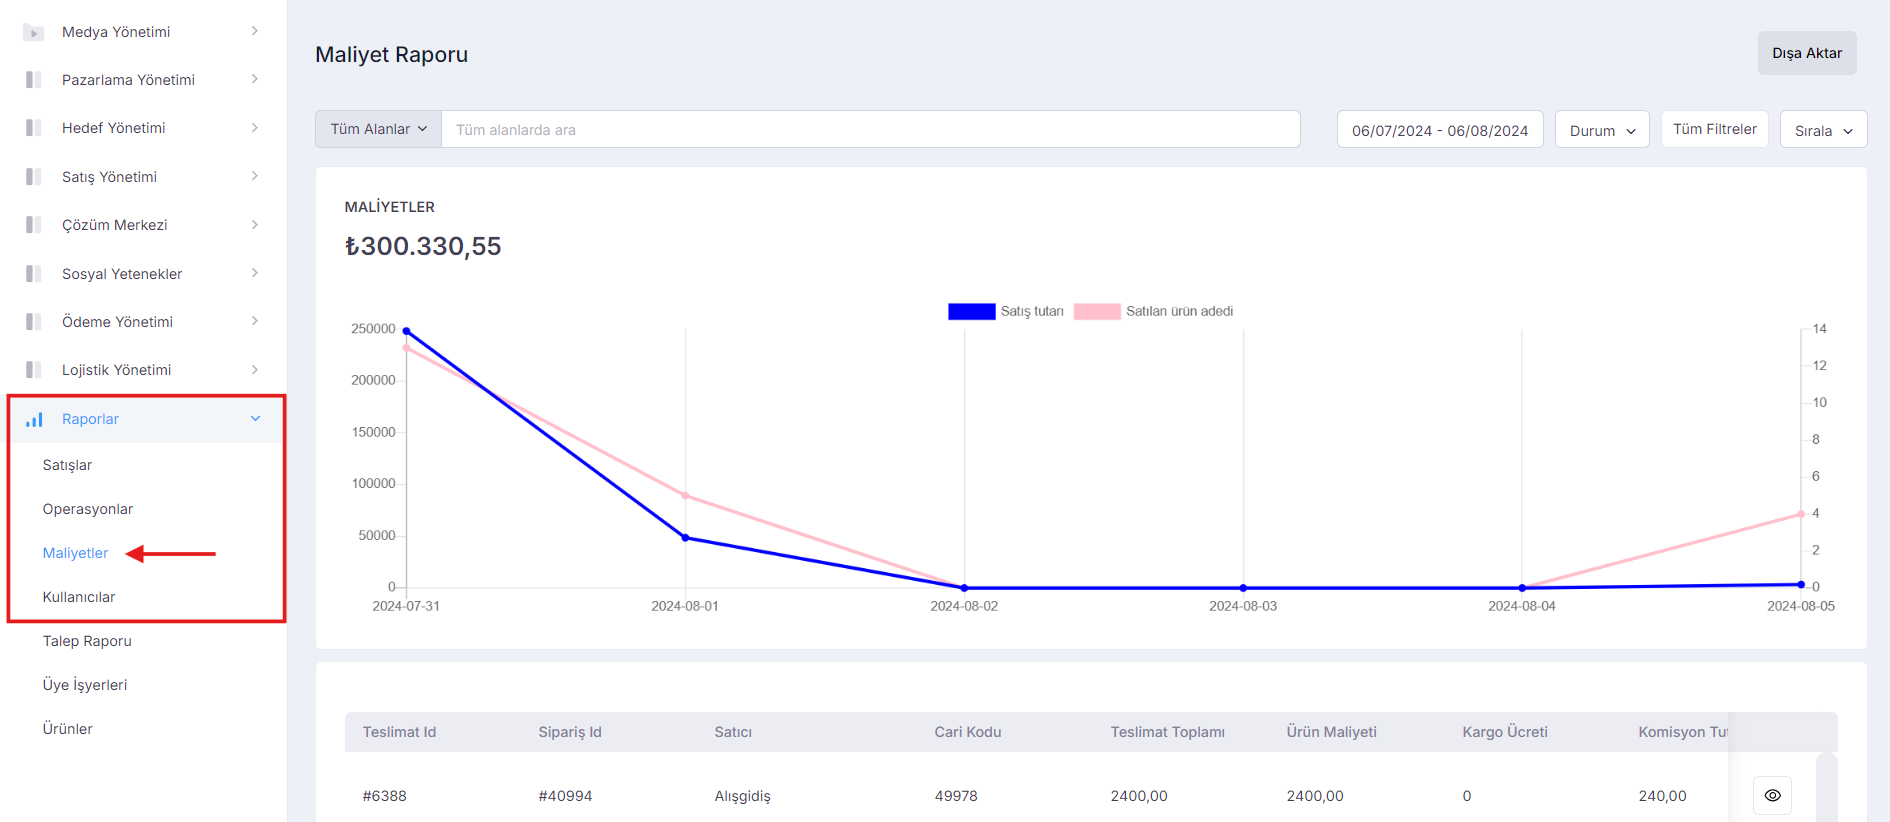 Medya Yönetimi
Pazarlama Yönetimi
Hedef Yönetimi
Satış Yönetimi
Çözüm Merkezi
Sosyal Yetenekler
Ödeme Yönetimi
Lojistik Yönetimi
Raporlar
Satışlar
Operasyonlar
Maliyetler
Kullanıcılar
Talep Raporu
Üye İşyerleri
Ürünler
Maliyet Raporu
Dışa Aktar
Tüm Alanlar
Tüm alanlarda ara
06/07/2024 - 06/08/2024
Durum
Tüm Filtreler
Sırala
MALİYETLER
₺300.330,55
Satış tutarı Satılan ürün adedi
250000
200000
150000
100000
50000
0
14
12
10
8
6
4
2
0
2024-07-31 2024-08-01 2024-08-02 2024-08-03 2024-08-04 2024-08-05
Teslimat Id Sipariş Id Satıcı Cari Kodu Teslimat Toplamı Ürün Maliyeti Kargo Ücreti Komisyon Tut
#6388 #40994 Alışgidiş 49978 2400,00 2400,00 0 240,00